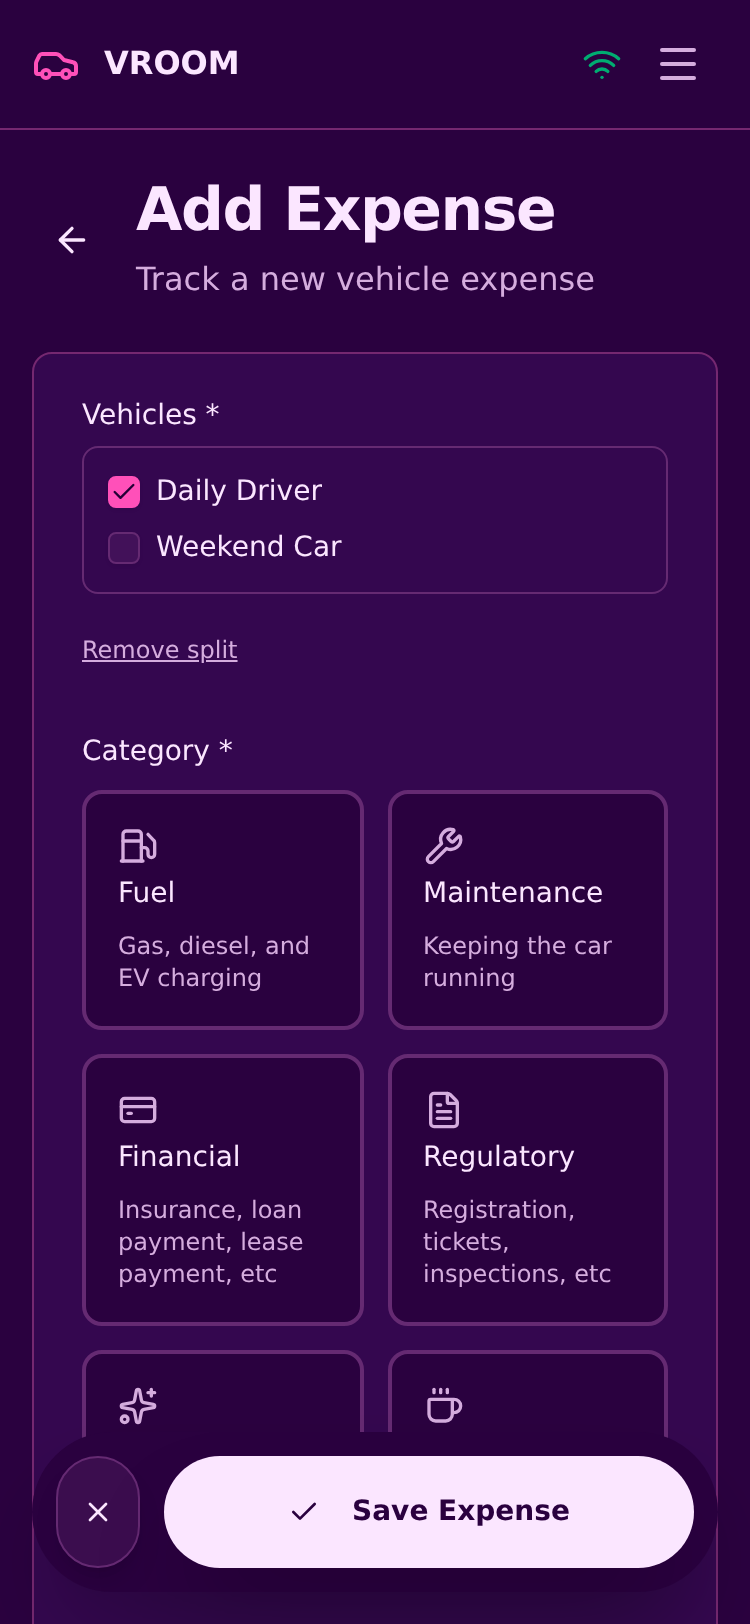 VROOM
Add Expense
Track a new vehicle expense
Vehicles *
Daily Driver
Weekend Car
Remove split
Category *
Fuel
Gas, diesel, and
EV charging
Maintenance
Keeping the car
running
Financial
Insurance, loan
payment, lease
payment, etc
Regulatory
Registration,
tickets,
inspections, etc
Save Expense